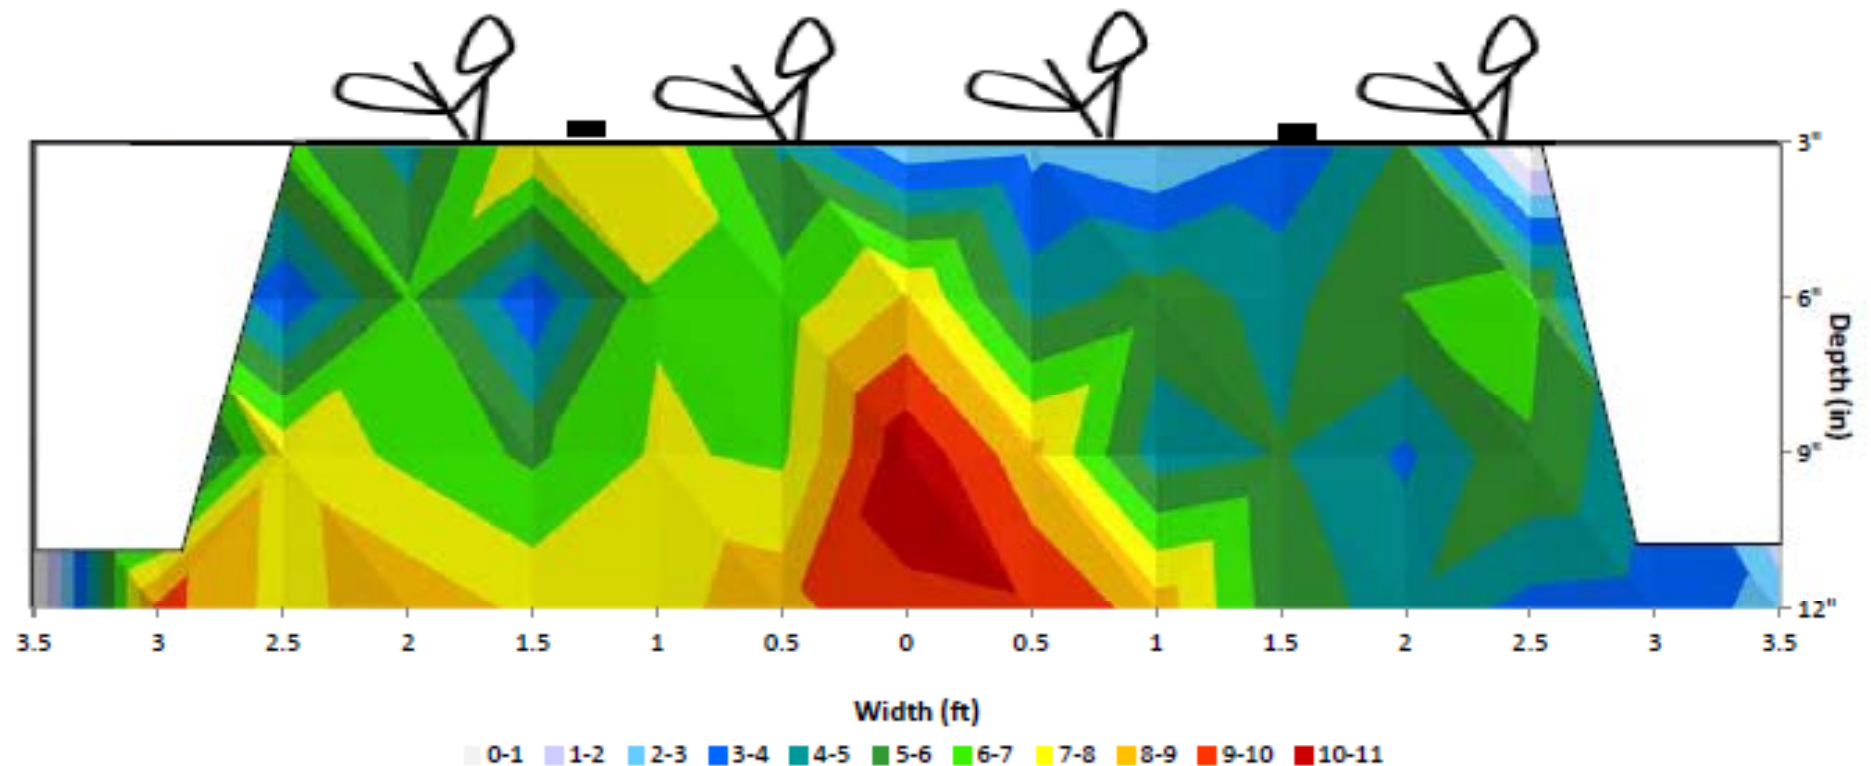 3"
6"
9"
12"
Depth (in)
3.5 3 2.5 2 1.5 1 0.5 0 0.5 1 1.5 2 2.5 3 3.5
Width (ft)
0-1 1-2 2-3 3-4 4-5 5-6 6-7 7-8 8-9 9-10 10-11